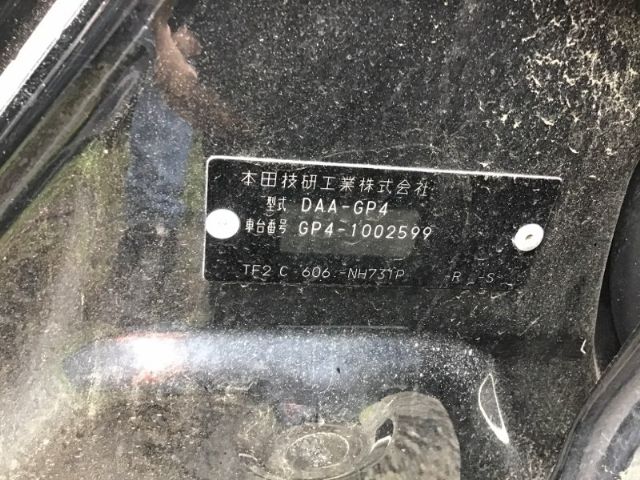 本田技研工業株式会社
型式 DAA-GP4
車台番号 GP4-1002599
TF2 C 606 -NH731P -R -S